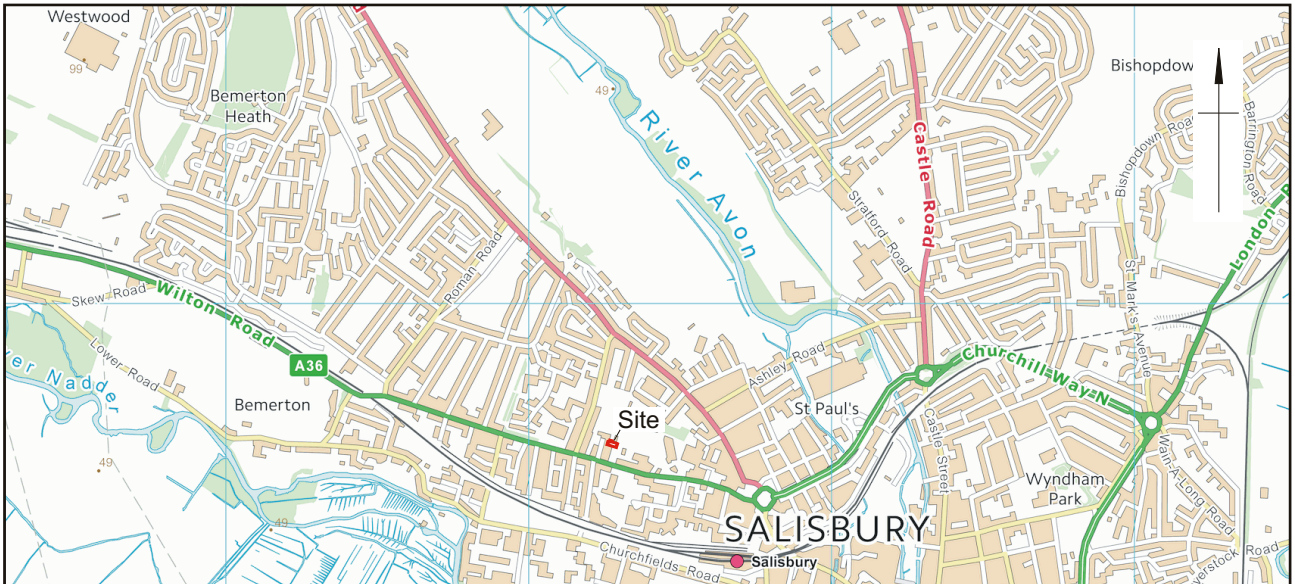 Westwood
99
Bemerton
Heath
49
River Avon
Castle Road
Bishopdow
Bishopdown Roa
Barrington Road
Stratford Road
London R
Roman Road
Skew Road
Wilton Road
St Mark's Avenue
Lower Road
A36
Churchill Way N
Ashley Road
ver Nadder
Bemerton
Site
St Paul's
Castle Street
Wain-A-Long Road
49
Wyndham
Park
49
SALISBURY
Churchfields Road
Salisbury
verstock Road